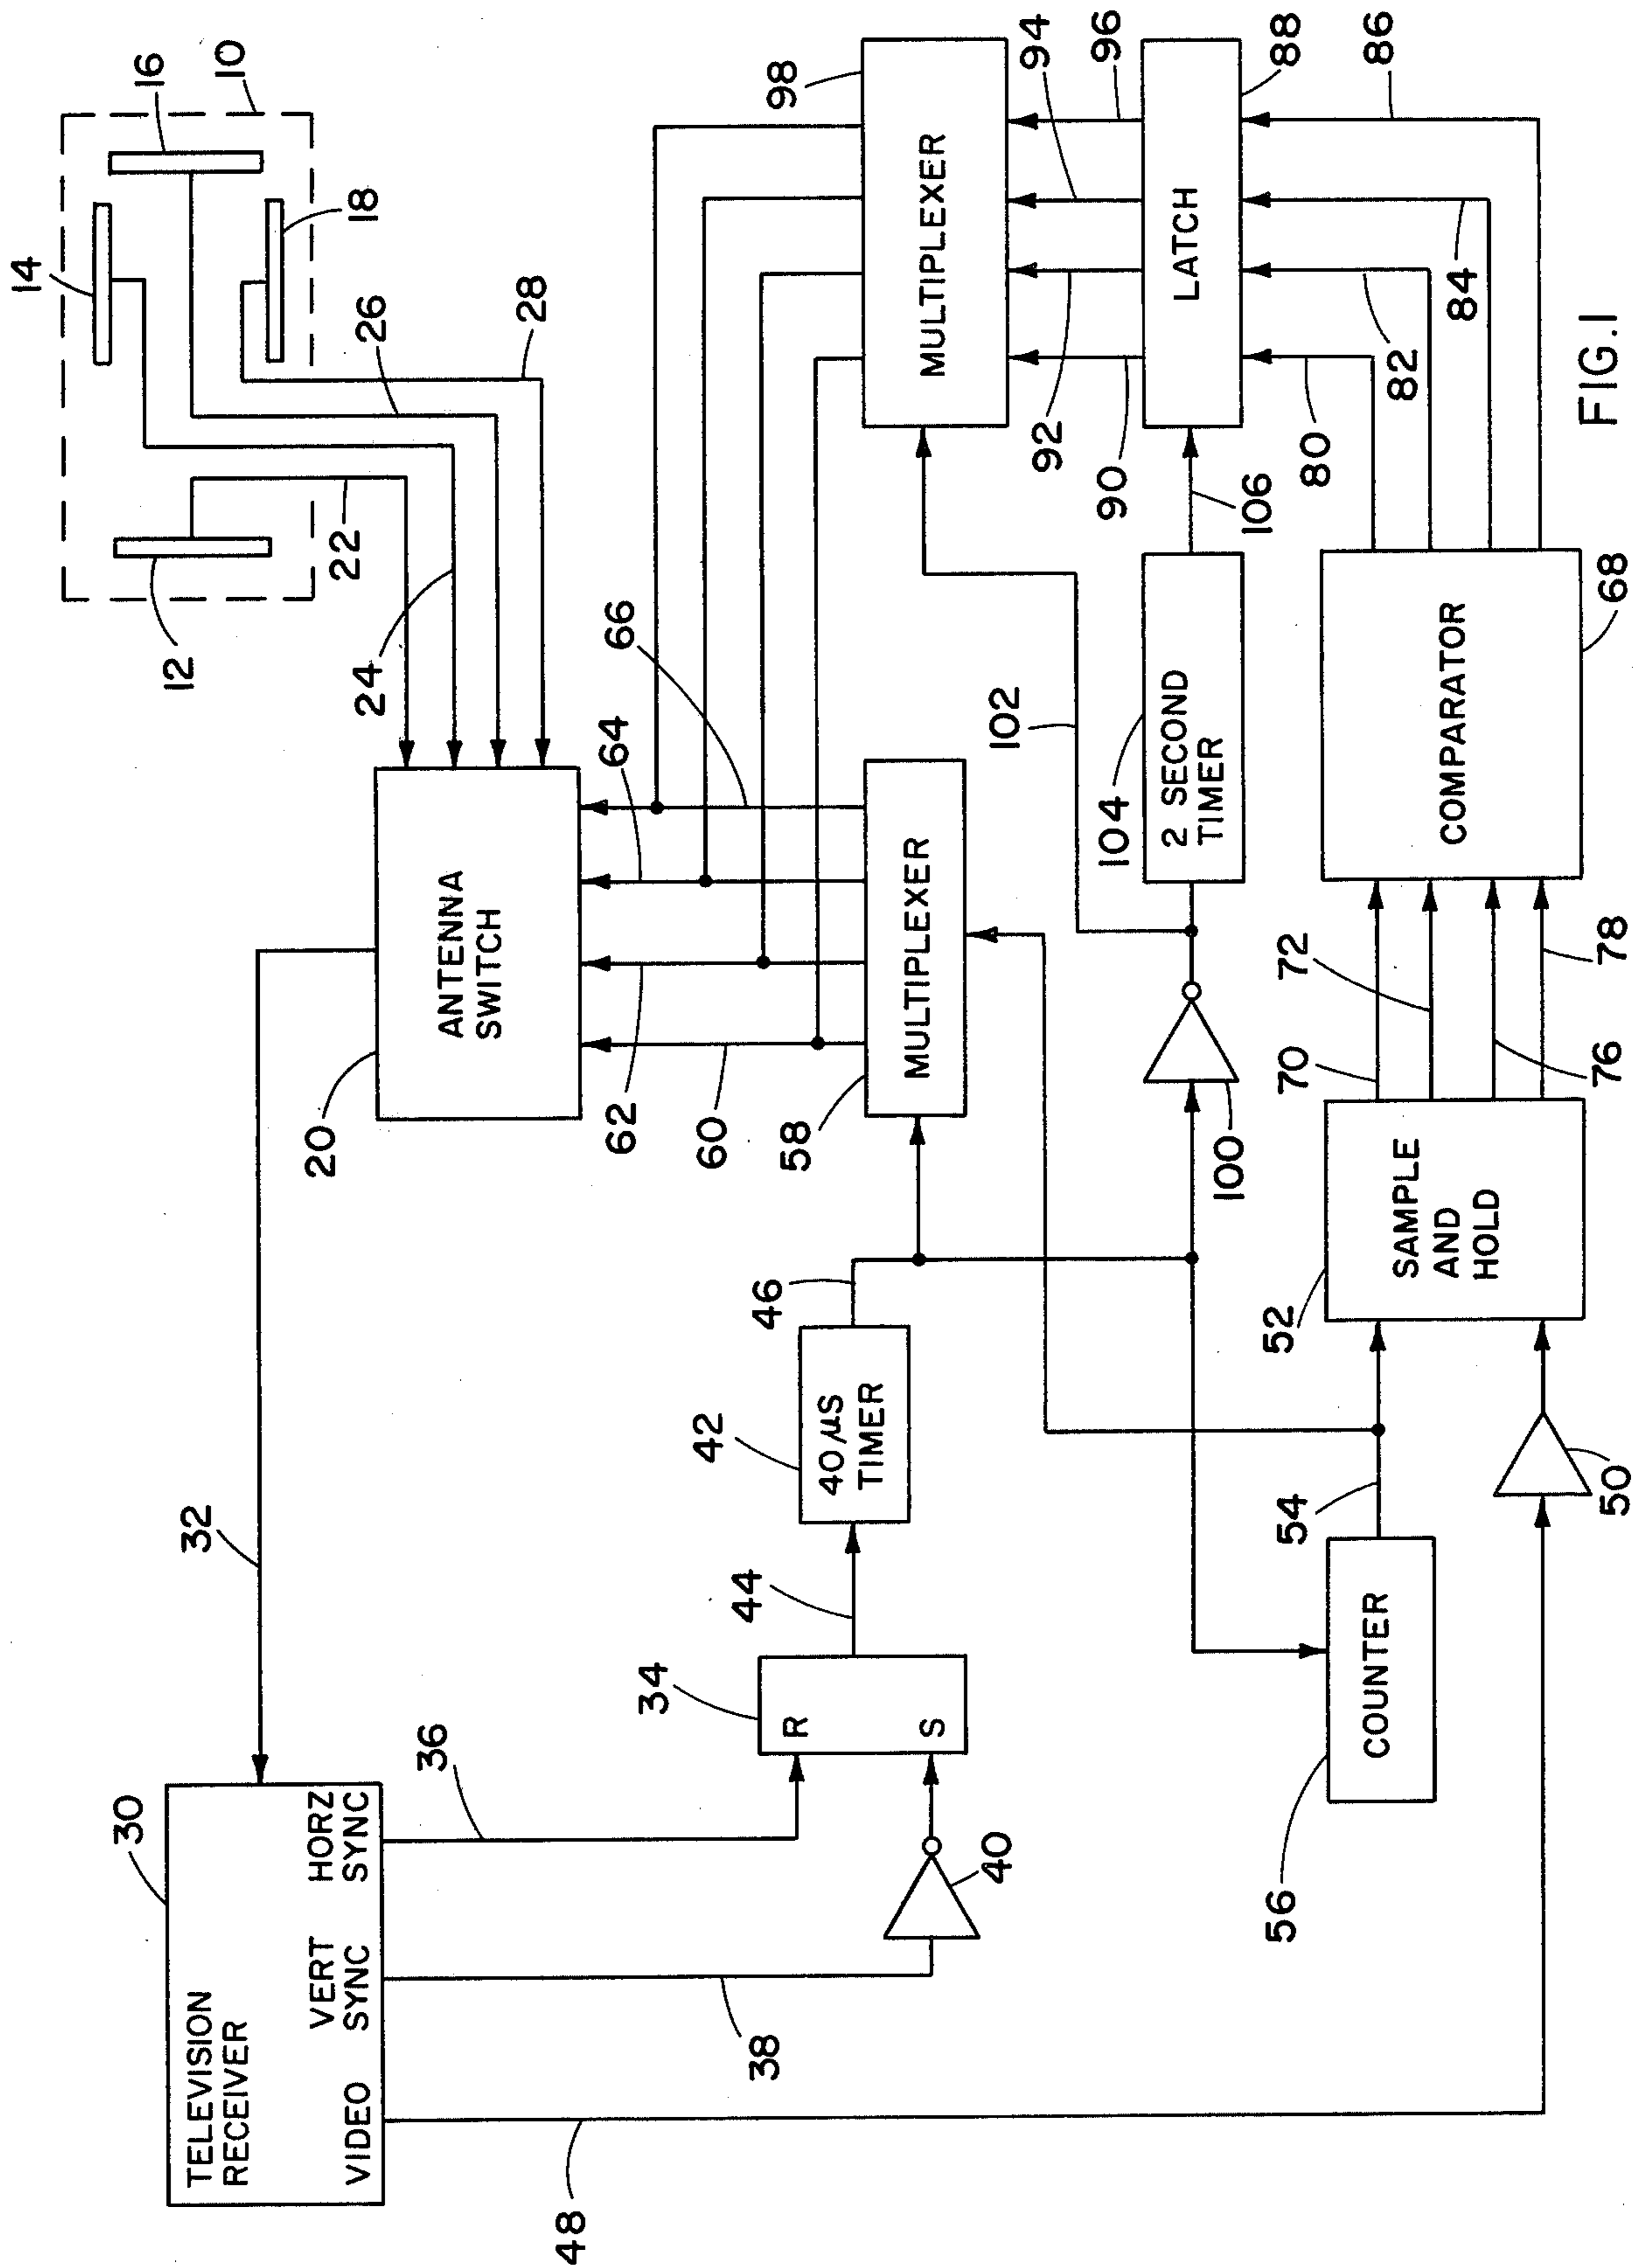 14
16
10
18
12
22
24
26
28
20
ANTENNA
SWITCH
32
30
TELEVISION
RECEIVER
VIDEO
VERT
SYNC
HORZ
SYNC
36
38
48
40
34
R
S
44
42
40 µS
TIMER
46
58
MULTIPLEXER
60
62
64
66
98
MULTIPLEXER
96
94
92
90
88
LATCH
86
84
82
80
100
102
104
2 SECOND
TIMER
106
56
COUNTER
54
50
52
SAMPLE
AND
HOLD
70
72
76
78
COMPARATOR
68
FIG.1